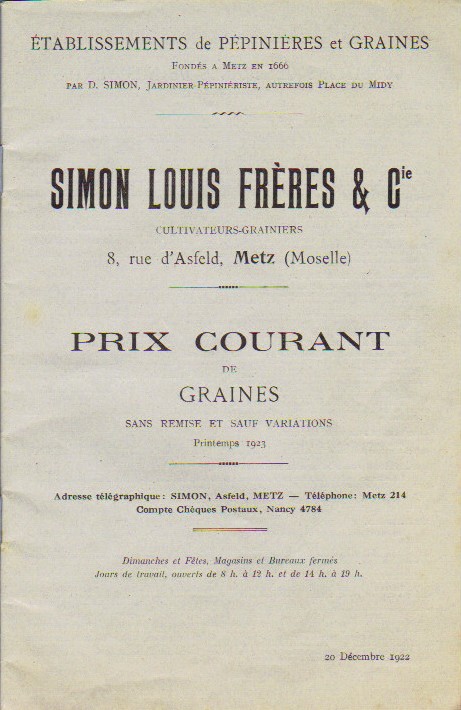 ÉTABLISSEMENTS de PÉPINIÈRES et GRAINES
FONDÉS A METZ EN 1666
PAR D. SIMON, JARDINIER-PÉPINIÉRISTE, AUTREFOIS PLACE DU MIDY
SIMON LOUIS FRÈRES & Cie
CULTIVATEURS-GRAINIERS
8, rue d'Asfeld, Metz (Moselle)
PRIX COURANT
DE
GRAINES
SANS REMISE ET SAUF VARIATIONS
Printemps 1923
Adresse télégraphique: SIMON, Asfeld, METZ — Téléphone: Metz 214
Compte Chèques Postaux, Nancy 4784
Dimanches et Fêtes, Magasins et Bureaux fermés
Jours de travail, ouverts de 8 h. à 12 h. et de 14 h. à 19 h.
20 Décembre 1922